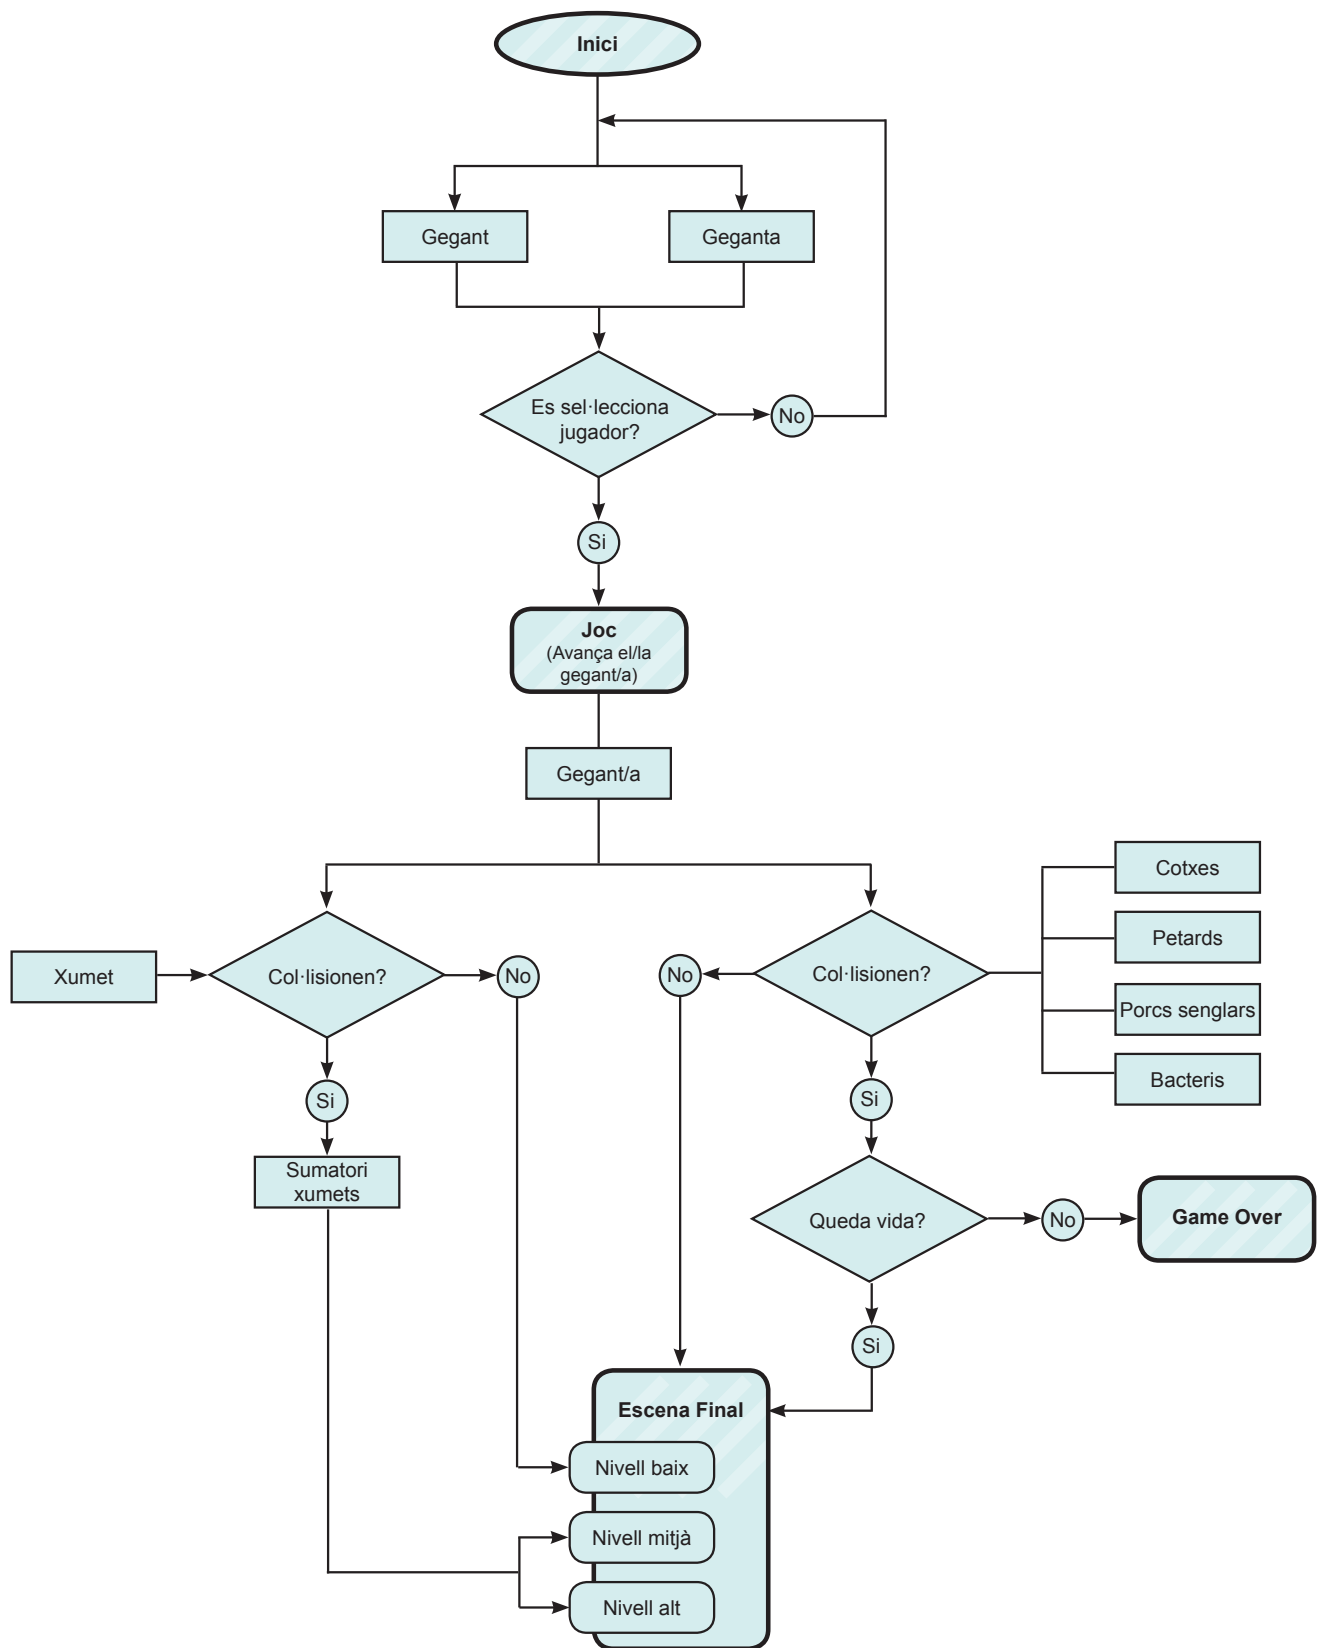 Inici
Gegant
Geganta
Es sel·lecciona
jugador?
No
Si
Joc
(Avança el/la
gegant/a)
Gegant/a
Cotxes
Petards
Xumet
Col·lisionen?
No
No
Col·lisionen?
Porcs senglars
Bacteris
Si
Si
Sumatori
xumets
Queda vida?
No
Game Over
Si
Escena Final
Nivell baix
Nivell mitjà
Nivell alt